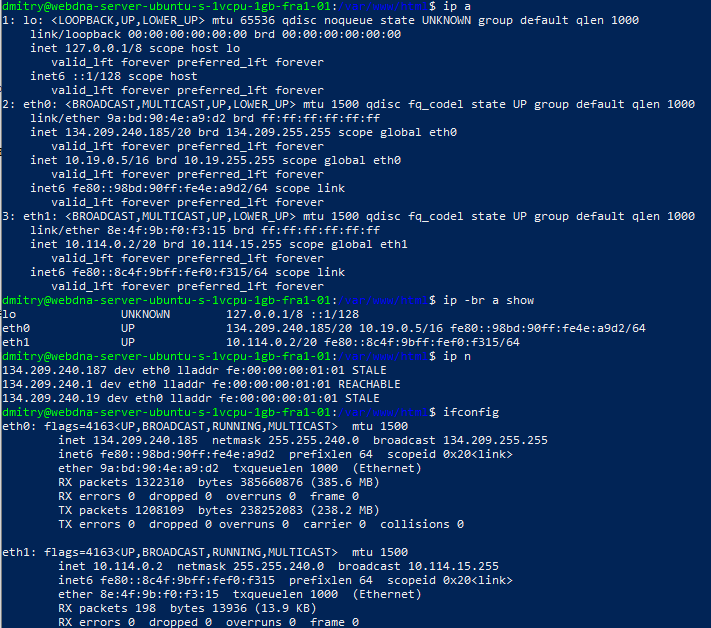 dmitry@webdna-server-ubuntu-s-1vcpu-1gb-fra1-01:/var/www/html$ ip a
1: lo: <LOOPBACK,UP,LOWER_UP> mtu 65536 qdisc noqueue state UNKNOWN group default qlen 1000
    link/loopback 00:00:00:00:00:00 brd 00:00:00:00:00:00
    inet 127.0.0.1/8 scope host lo
       valid_lft forever preferred_lft forever
    inet6 ::1/128 scope host
       valid_lft forever preferred_lft forever
2: eth0: <BROADCAST,MULTICAST,UP,LOWER_UP> mtu 1500 qdisc fq_codel state UP group default qlen 1000
    link/ether 9a:bd:90:4e:a9:d2 brd ff:ff:ff:ff:ff:ff
    inet 134.209.240.185/20 brd 134.209.255.255 scope global eth0
       valid_lft forever preferred_lft forever
    inet 10.19.0.5/16 brd 10.19.255.255 scope global eth0
       valid_lft forever preferred_lft forever
    inet6 fe80::98bd:90ff:fe4e:a9d2/64 scope link
       valid_lft forever preferred_lft forever
3: eth1: <BROADCAST,MULTICAST,UP,LOWER_UP> mtu 1500 qdisc fq_codel state UP group default qlen 1000
    link/ether 8e:4f:9b:f0:f3:15 brd ff:ff:ff:ff:ff:ff
    inet 10.114.0.2/20 brd 10.114.15.255 scope global eth1
       valid_lft forever preferred_lft forever
    inet6 fe80::8c4f:9bff:fef0:f315/64 scope link
       valid_lft forever preferred_lft forever
dmitry@webdna-server-ubuntu-s-1vcpu-1gb-fra1-01:/var/www/html$ ip -br a show
lo               UNKNOWN        127.0.0.1/8 ::1/128
eth0             UP             134.209.240.185/20 10.19.0.5/16 fe80::98bd:90ff:fe4e:a9d2/64
eth1             UP             10.114.0.2/20 fe80::8c4f:9bff:fef0:f315/64
dmitry@webdna-server-ubuntu-s-1vcpu-1gb-fra1-01:/var/www/html$ ip n
134.209.240.187 dev eth0 lladdr fe:00:00:00:01:01 STALE
134.209.240.1 dev eth0 lladdr fe:00:00:00:01:01 REACHABLE
134.209.240.19 dev eth0 lladdr fe:00:00:00:01:01 STALE
dmitry@webdna-server-ubuntu-s-1vcpu-1gb-fra1-01:/var/www/html$ ifconfig
eth0: flags=4163<UP,BROADCAST,RUNNING,MULTICAST>  mtu 1500
        inet 134.209.240.185  netmask 255.255.240.0  broadcast 134.209.255.255
        inet6 fe80::98bd:90ff:fe4e:a9d2  prefixlen 64  scopeid 0x20<link>
        ether 9a:bd:90:4e:a9:d2  txqueuelen 1000  (Ethernet)
        RX packets 1322310  bytes 385660876 (385.6 MB)
        RX errors 0  dropped 0  overruns 0  frame 0
        TX packets 1208109  bytes 238252083 (238.2 MB)
        TX errors 0  dropped 0 overruns 0  carrier 0  collisions 0
eth1: flags=4163<UP,BROADCAST,RUNNING,MULTICAST>  mtu 1500
        inet 10.114.0.2  netmask 255.255.240.0  broadcast 10.114.15.255
        inet6 fe80::8c4f:9bff:fef0:f315  prefixlen 64  scopeid 0x20<link>
        ether 8e:4f:9b:f0:f3:15  txqueuelen 1000  (Ethernet)
        RX packets 198  bytes 13936 (13.9 KB)
        RX errors 0  dropped 0  overruns 0  frame 0